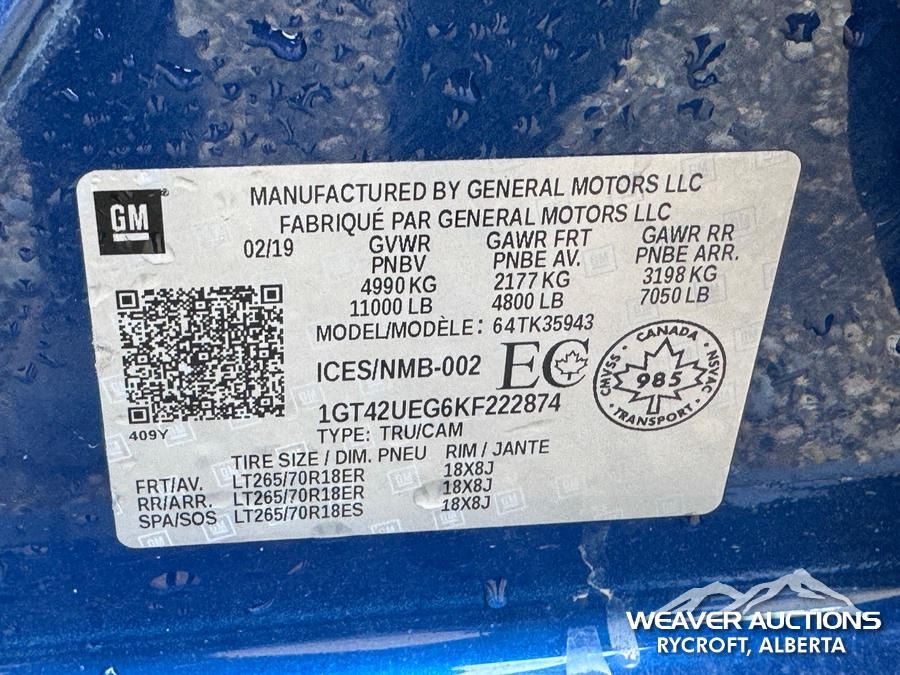 GM
MANUFACTURED BY GENERAL MOTORS LLC
FABRIQUÉ PAR GENERAL MOTORS LLC
02/19
GVWR
PNBV
4990 KG
11000 LB
GAWR FRT
PNBE AV.
2177 KG
4800 LB
GAWR RR
PNBE ARR.
3198 KG
7050 LB
MODEL/MODÈLE: 64TK35943
ICES/NMB-002
EC
CANADA
CMVSS
985
NSVAC
TRANSPORT
1GT42UEG6KF222874
TYPE: TRU/CAM
409Y
TIRE SIZE / DIM. PNEU RIM / JANTE
FRT/AV. LT265/70R18ER 18X8J
RR/ARR. LT265/70R18ER 18X8J
SPA/SOS LT265/70R18ES 18X8J
WEAVER AUCTIONS
RYCROFT, ALBERTA